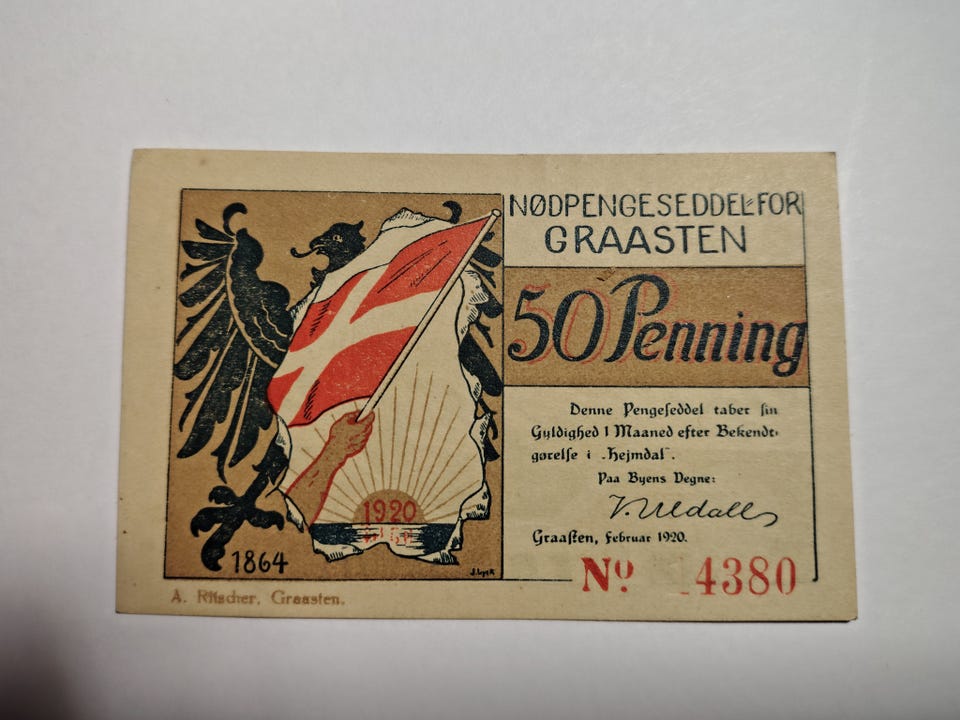 NØDPENGESEDDEL FOR
GRAASTEN
50 Penning
Denne Pengeseddel taber sin
Gyldighed 1 Maaned efter Bekendt-
gørelse i „Hejmdal”.
Paa Byens Vegne:
Graasten, Februar 1920.
No 4380
1920
1864
A. Ritscher, Graasten.